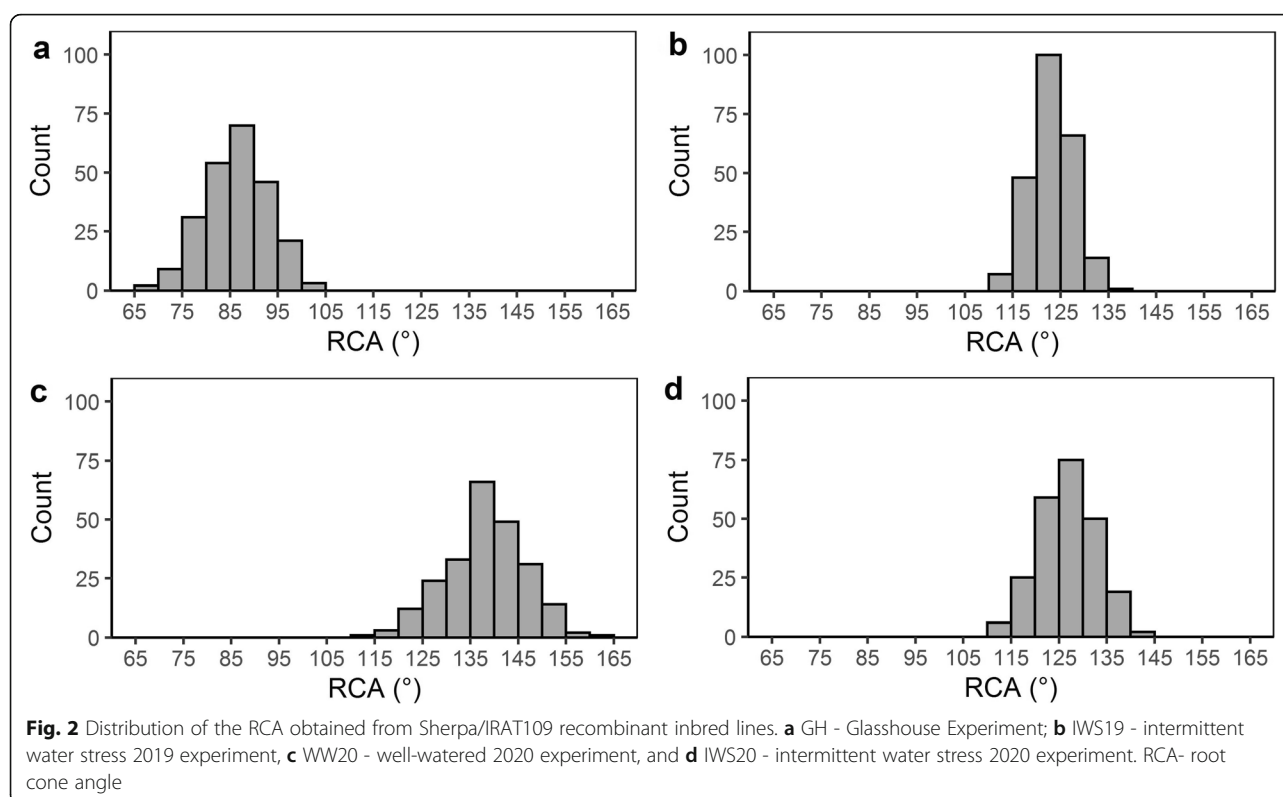 a
b
100
75
50
25
0
Count
65 75 85 95 105 115 125 135 145 155 165
RCA (°)
100
75
50
25
0
Count
65 75 85 95 105 115 125 135 145 155 165
RCA (°)
c
d
100
75
50
25
0
Count
65 75 85 95 105 115 125 135 145 155 165
RCA (°)
100
75
50
25
0
Count
65 75 85 95 105 115 125 135 145 155 165
RCA (°)
Fig. 2 Distribution of the RCA obtained from Sherpa/IRAT109 recombinant inbred lines. a GH - Glasshouse Experiment; b IWS19 - intermittent
water stress 2019 experiment, c WW20 - well-watered 2020 experiment, and d IWS20 - intermittent water stress 2020 experiment. RCA- root
cone angle